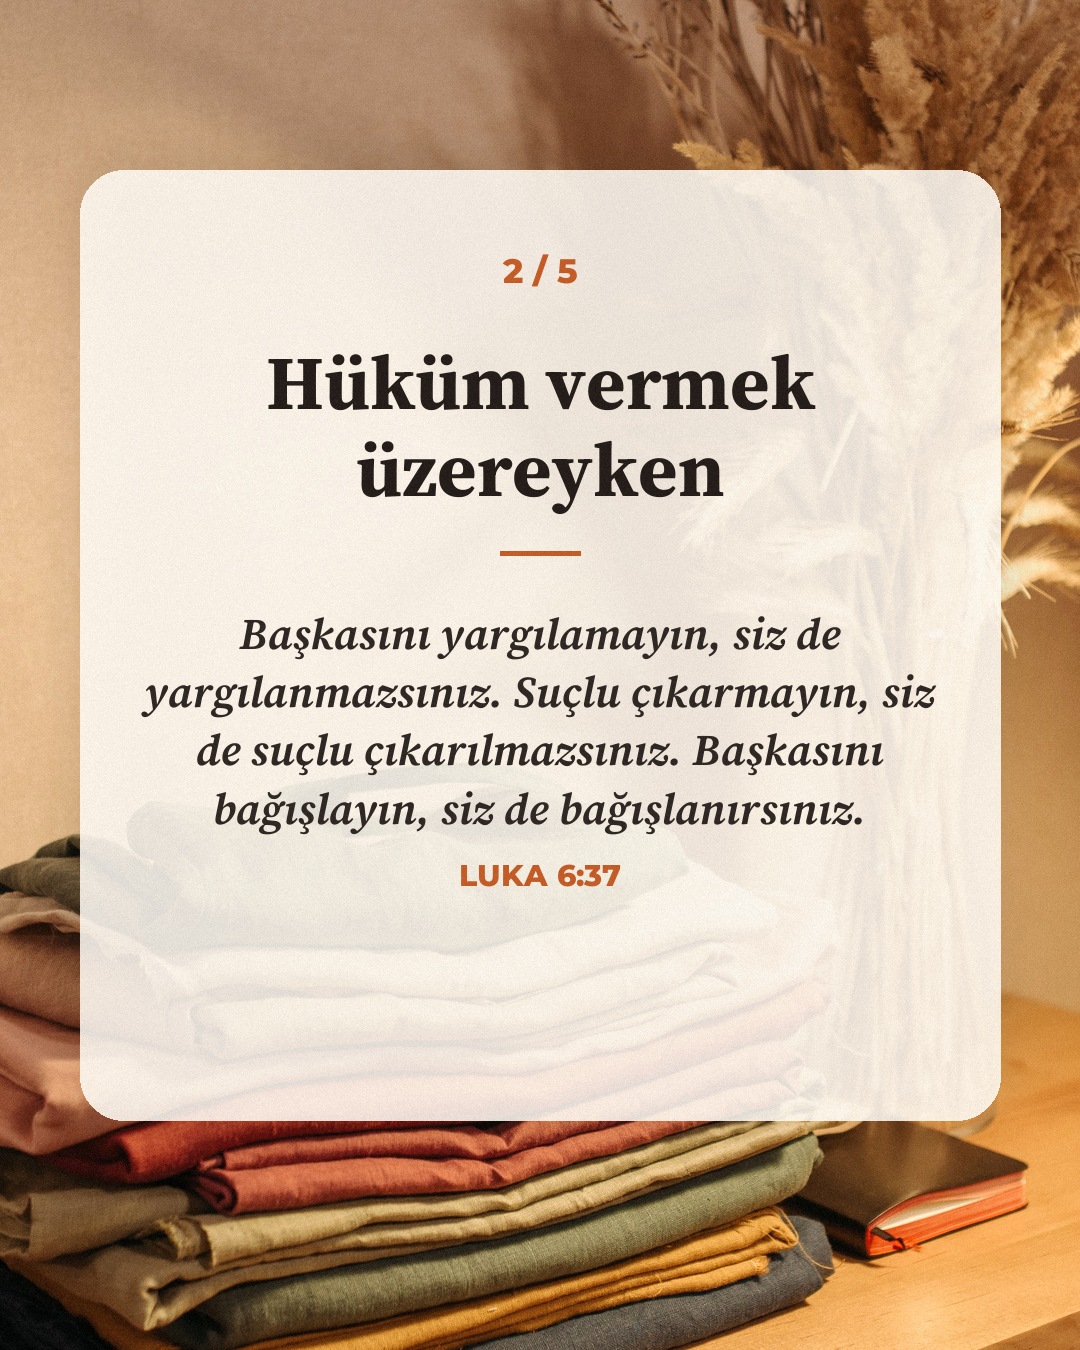 2 / 5
Hüküm vermek
üzereyken
Başkasını yargılamayın, siz de
yargılanmazsınız. Suçlu çıkarmayın, siz
de suçlu çıkarılmazsınız. Başkasını
bağışlayın, siz de bağışlanırsınız.
LUKA 6:37